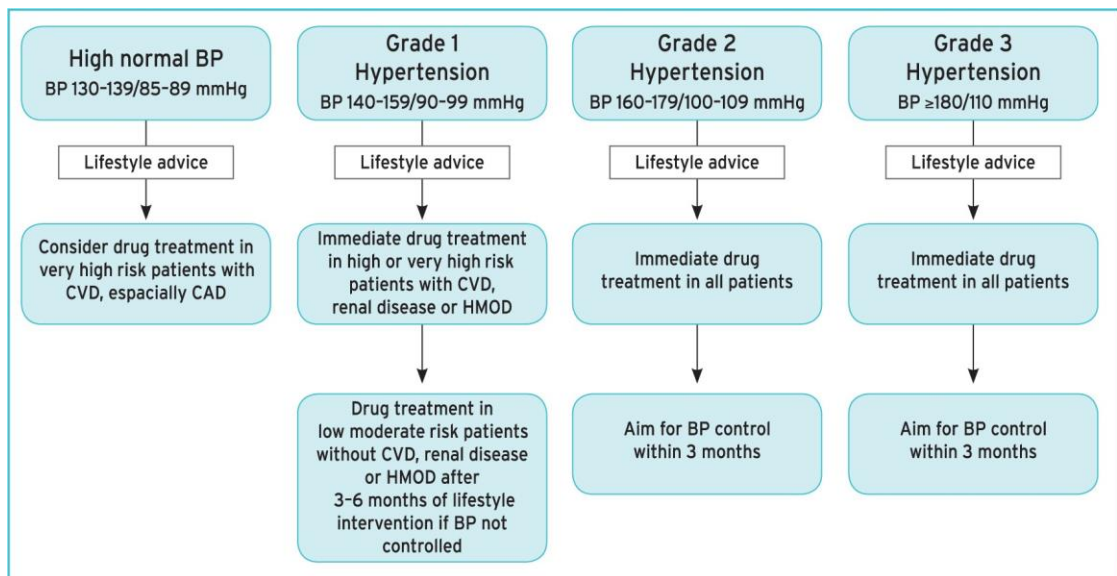 High normal BP
BP 130-139/85-89 mmHg
Lifestyle advice
Consider drug treatment in
very high risk patients with
CVD, espacially CAD
Grade 1
Hypertension
BP 140-159/90-99 mmHg
Lifestyle advice
Immediate drug treatment
in high or very high risk
patients with CVD,
renal disease or HMOD
Drug treatment in
low moderate risk patients
without CVD, renal disease
or HMOD after
3-6 months of lifestyle
intervention if BP not
controlled
Grade 2
Hypertension
BP 160-179/100-109 mmHg
Lifestyle advice
Immediate drug
treatment in all patients
Aim for BP control
within 3 months
Grade 3
Hypertension
BP ≥180/110 mmHg
Lifestyle advice
Immediate drug
treatment in all patients
Aim for BP control
within 3 months